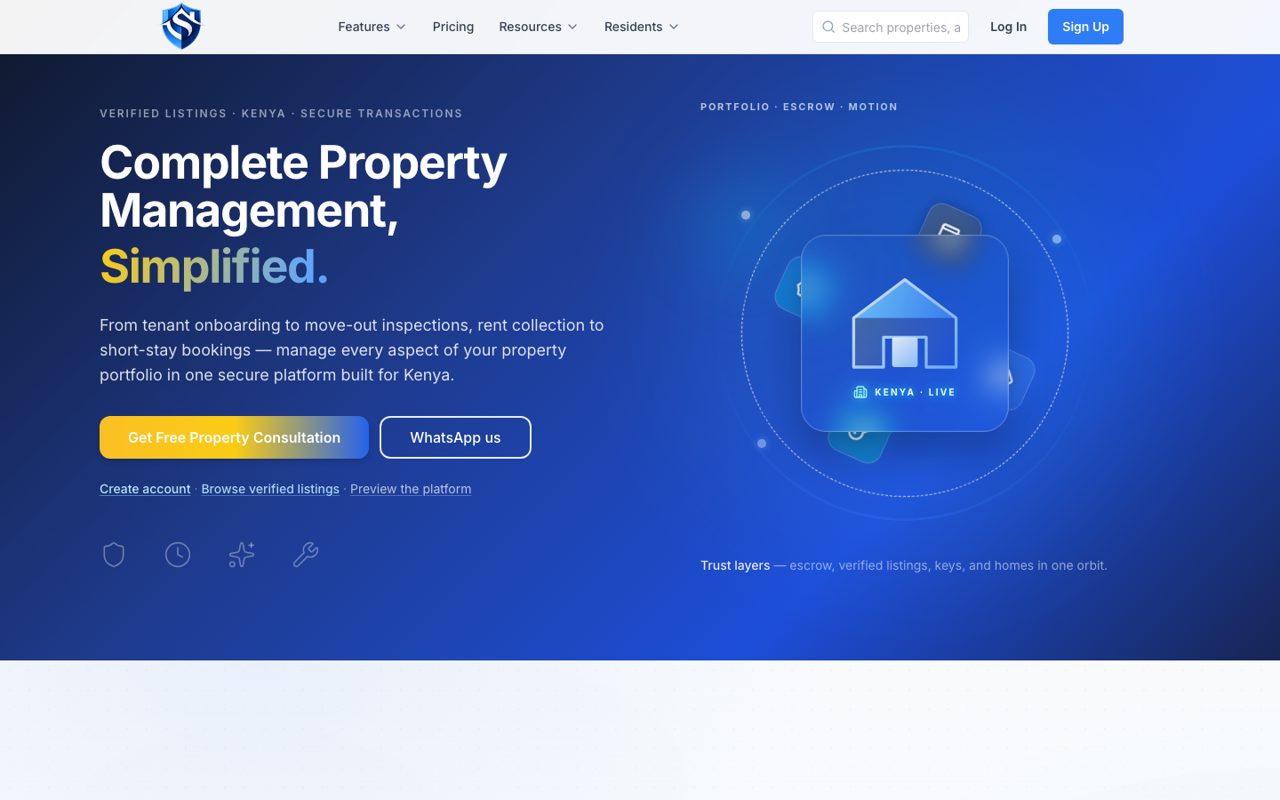 Features
Pricing
Resources
Residents
Search properties, a
Log In
Sign Up
VERIFIED LISTINGS · KENYA · SECURE TRANSACTIONS
Complete Property
Management,
Simplified.
From tenant onboarding to move-out inspections, rent collection to
short-stay bookings — manage every aspect of your property
portfolio in one secure platform built for Kenya.
Get Free Property Consultation
WhatsApp us
Create account · Browse verified listings · Preview the platform
PORTFOLIO · ESCROW · MOTION
KENYA · LIVE
Trust layers — escrow, verified listings, keys, and homes in one orbit.